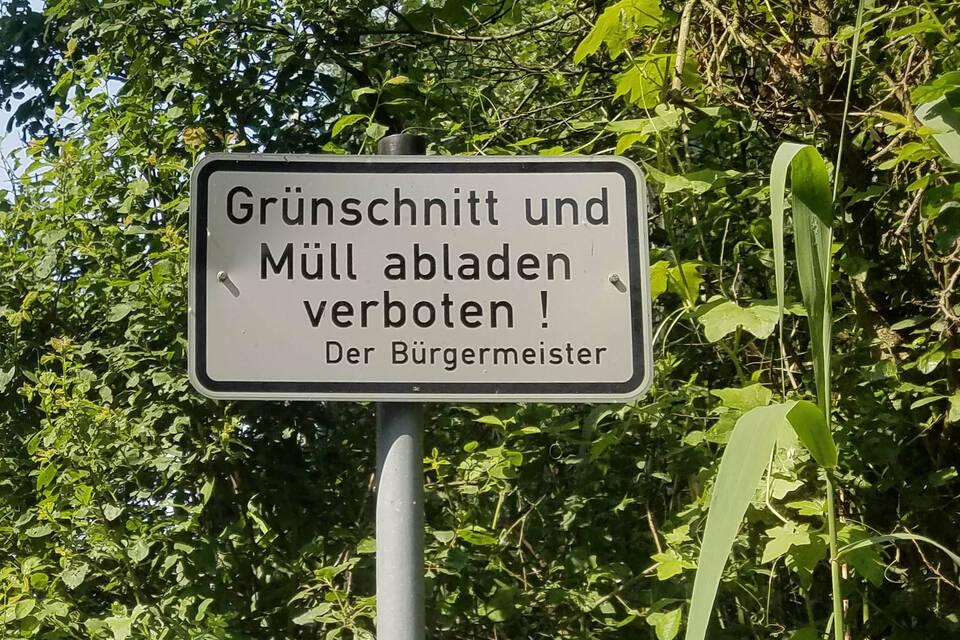 Grünschnitt und
Müll abladen
verboten !
Der Bürgermeister